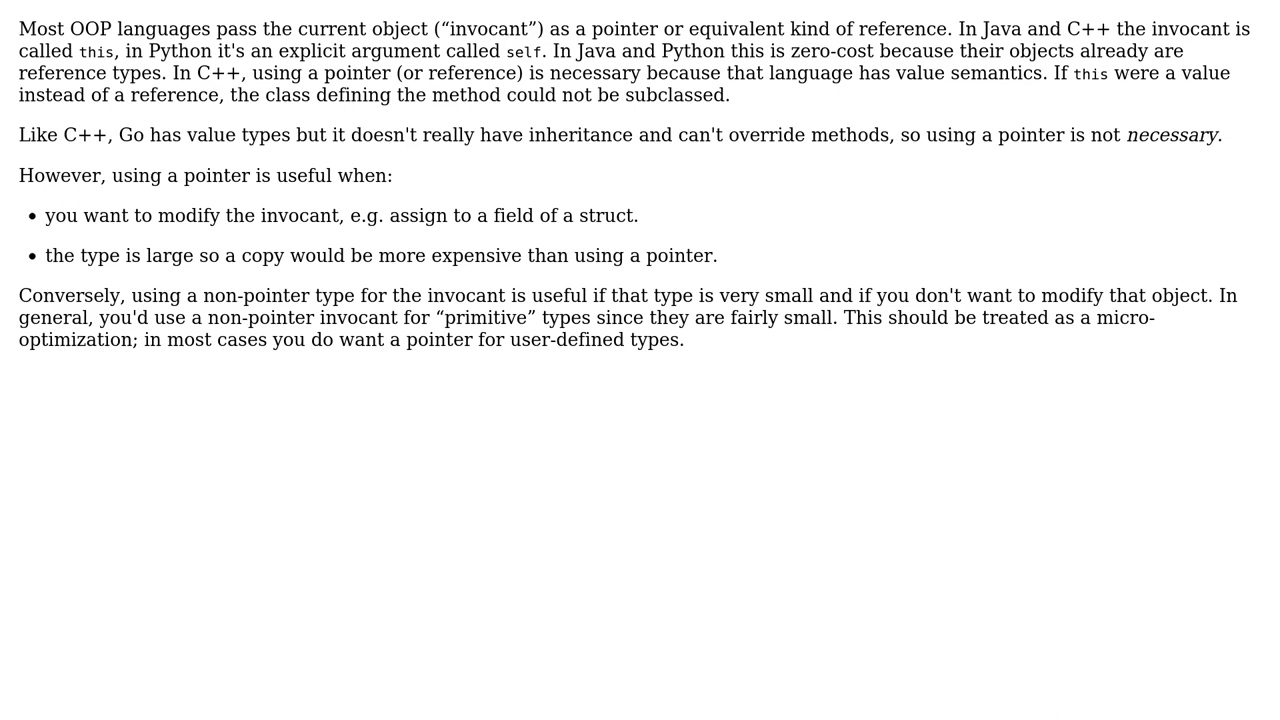 Most OOP languages pass the current object (“invocant”) as a pointer or equivalent kind of reference. In Java and C++ the invocant is
called this, in Python it's an explicit argument called self. In Java and Python this is zero-cost because their objects already are
reference types. In C++, using a pointer (or reference) is necessary because that language has value semantics. If this were a value
instead of a reference, the class defining the method could not be subclassed.
Like C++, Go has value types but it doesn't really have inheritance and can't override methods, so using a pointer is not necessary.
However, using a pointer is useful when:
• you want to modify the invocant, e.g. assign to a field of a struct.
• the type is large so a copy would be more expensive than using a pointer.
Conversely, using a non-pointer type for the invocant is useful if that type is very small and if you don't want to modify that object. In
general, you'd use a non-pointer invocant for “primitive” types since they are fairly small. This should be treated as a micro-
optimization; in most cases you do want a pointer for user-defined types.